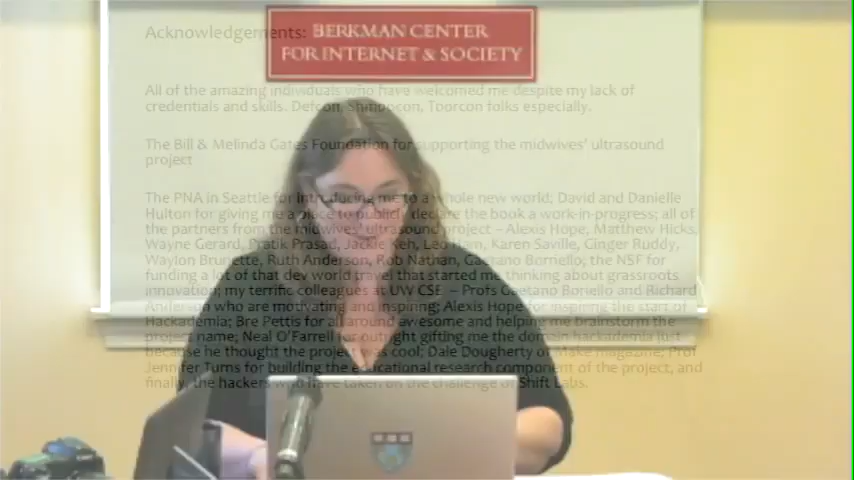 Acknowledgements:
BERKMAN CENTER
FOR INTERNET & SOCIETY
All of the amazing individuals who have welcomed me despite my lack of
credentials and skills. Defcon, Shmoocon, Toorcon folks especially.
The Bill & Melinda Gates Foundation for supporting the midwives' ultrasound
project
The PNA in Seattle for introducing me to a whole new world; David and Danielle
Hulton for giving me a place to publicly declare the book a work-in-progress; all of
the partners from the midwives' ultrasound project – Alexis Hope, Matthew Hicks,
Wayne Gerard, Pratik Prasad, Jackie Yeh, Leo Ham, Karen Saville, Ginger Ruddy,
Waylon Brunette, Ruth Anderson, Rob Nathan, Gaetano Borriello; the NSF for
funding a lot of that dev world travel that started me thinking about grassroots
innovation; my terrific colleagues at UW CSE – Profs Gaetano Boriello and Richard
Anderson who are motivating and inspiring; Alexis Hope for inspiring the start of
Hackademia; Bre Pettis for all around awesome and helping me brainstorm the
project name; Neal O'Farrell for outright gifting me the domain hackademia just
because he thought the project was cool; Dale Dougherty of Make magazine; Prof
Jennifer Turns for building the educational research component of the project, and
finally, the hackers who have taken on the challenge of Shift Labs.